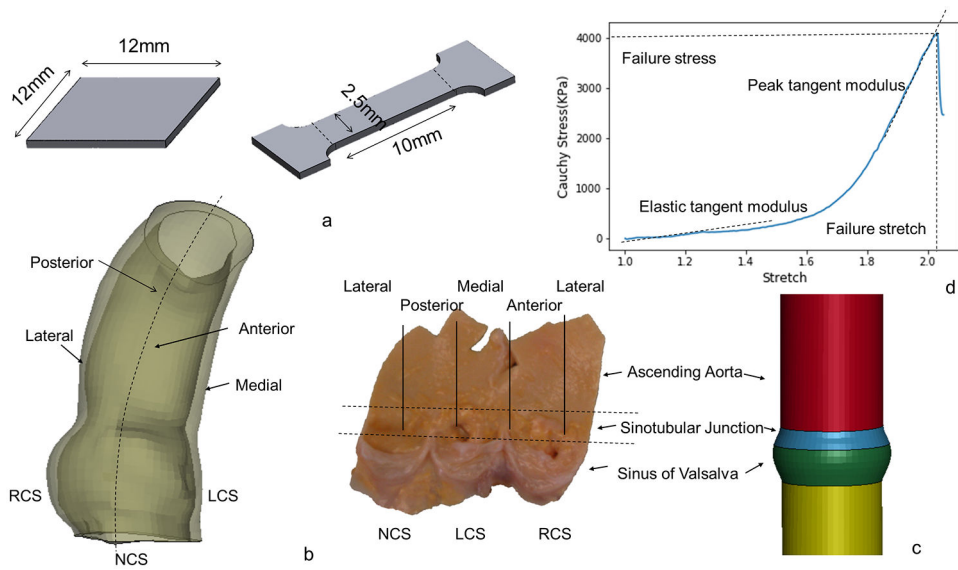 12mm
12mm
2.5mm
10mm
a
4000
3000
2000
1000
0
Cauchy Stress(KPa)
Failure stress
Peak tangent modulus
Elastic tangent modulus
Failure stretch
1.0
1.2
1.4
1.6
1.8
2.0
Stretch
d
Posterior
Anterior
Lateral
Medial
RCS
LCS
NCS
b
Lateral
Medial
Lateral
Posterior
Anterior
Ascending Aorta
Sinotubular Junction
Sinus of Valsalva
NCS
LCS
RCS
c